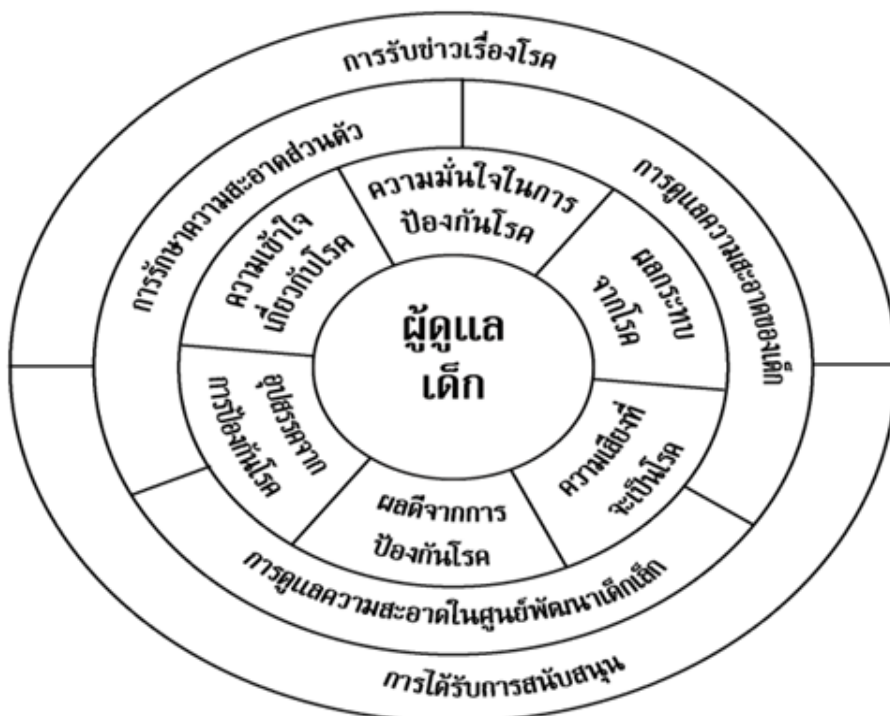 การรับข่าวเรื่องโรค
การรักษาความสะอาดส่วนตัว
การดูแลความสะอาดของเด็ก
ความมั่นใจในการ
ป้องกันโรค
ความเข้าใจ
เกี่ยวกับโรค
ผลกระทบ
จากโรค
ผู้ดูแล
เด็ก
อุปสรรคจาก
การป้องกันโรค
ความเสี่ยงที่
จะเป็นโรค
ผลดีจากการ
ป้องกันโรค
การดูแลความสะอาดในศูนย์พัฒนาเด็กเล็ก
การได้รับการสนับสนุน